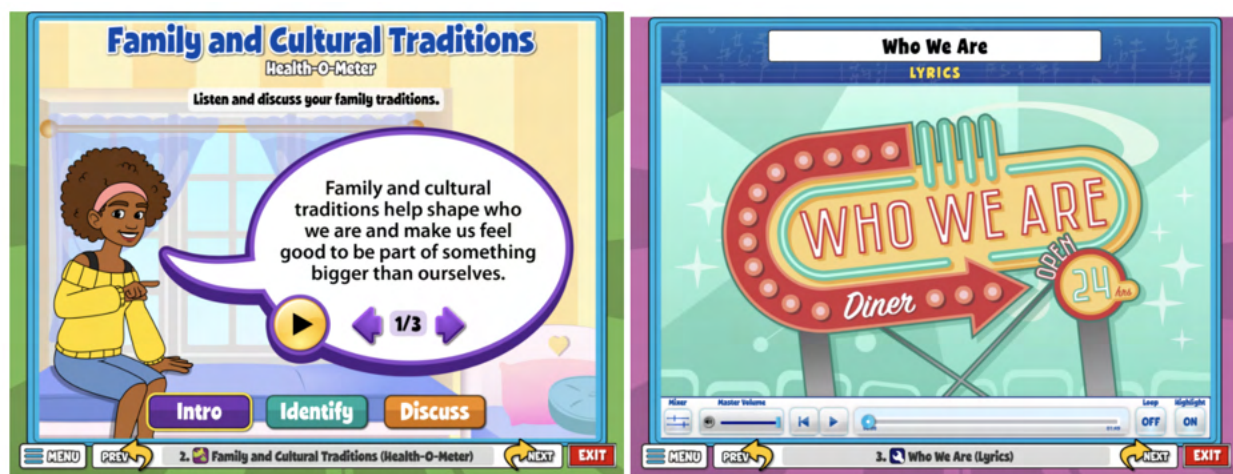 Family and Cultural Traditions
Health-O-Meter
Listen and discuss your family traditions.
Family and cultural
traditions help shape who
we are and make us feel
good to be part of something
bigger than ourselves.
1/3
Intro
Identify
Discuss
MENU
PREV
2. Family and Cultural Traditions (Health-O-Meter)
NEXT
EXIT
Who We Are
LYRICS
WHO WE ARE
OPEN
24 hrs
Diner
Mixer
Master Volume
Loop
OFF
Highlight
ON
MENU
PREV
3. Who We Are (Lyrics)
NEXT
EXIT